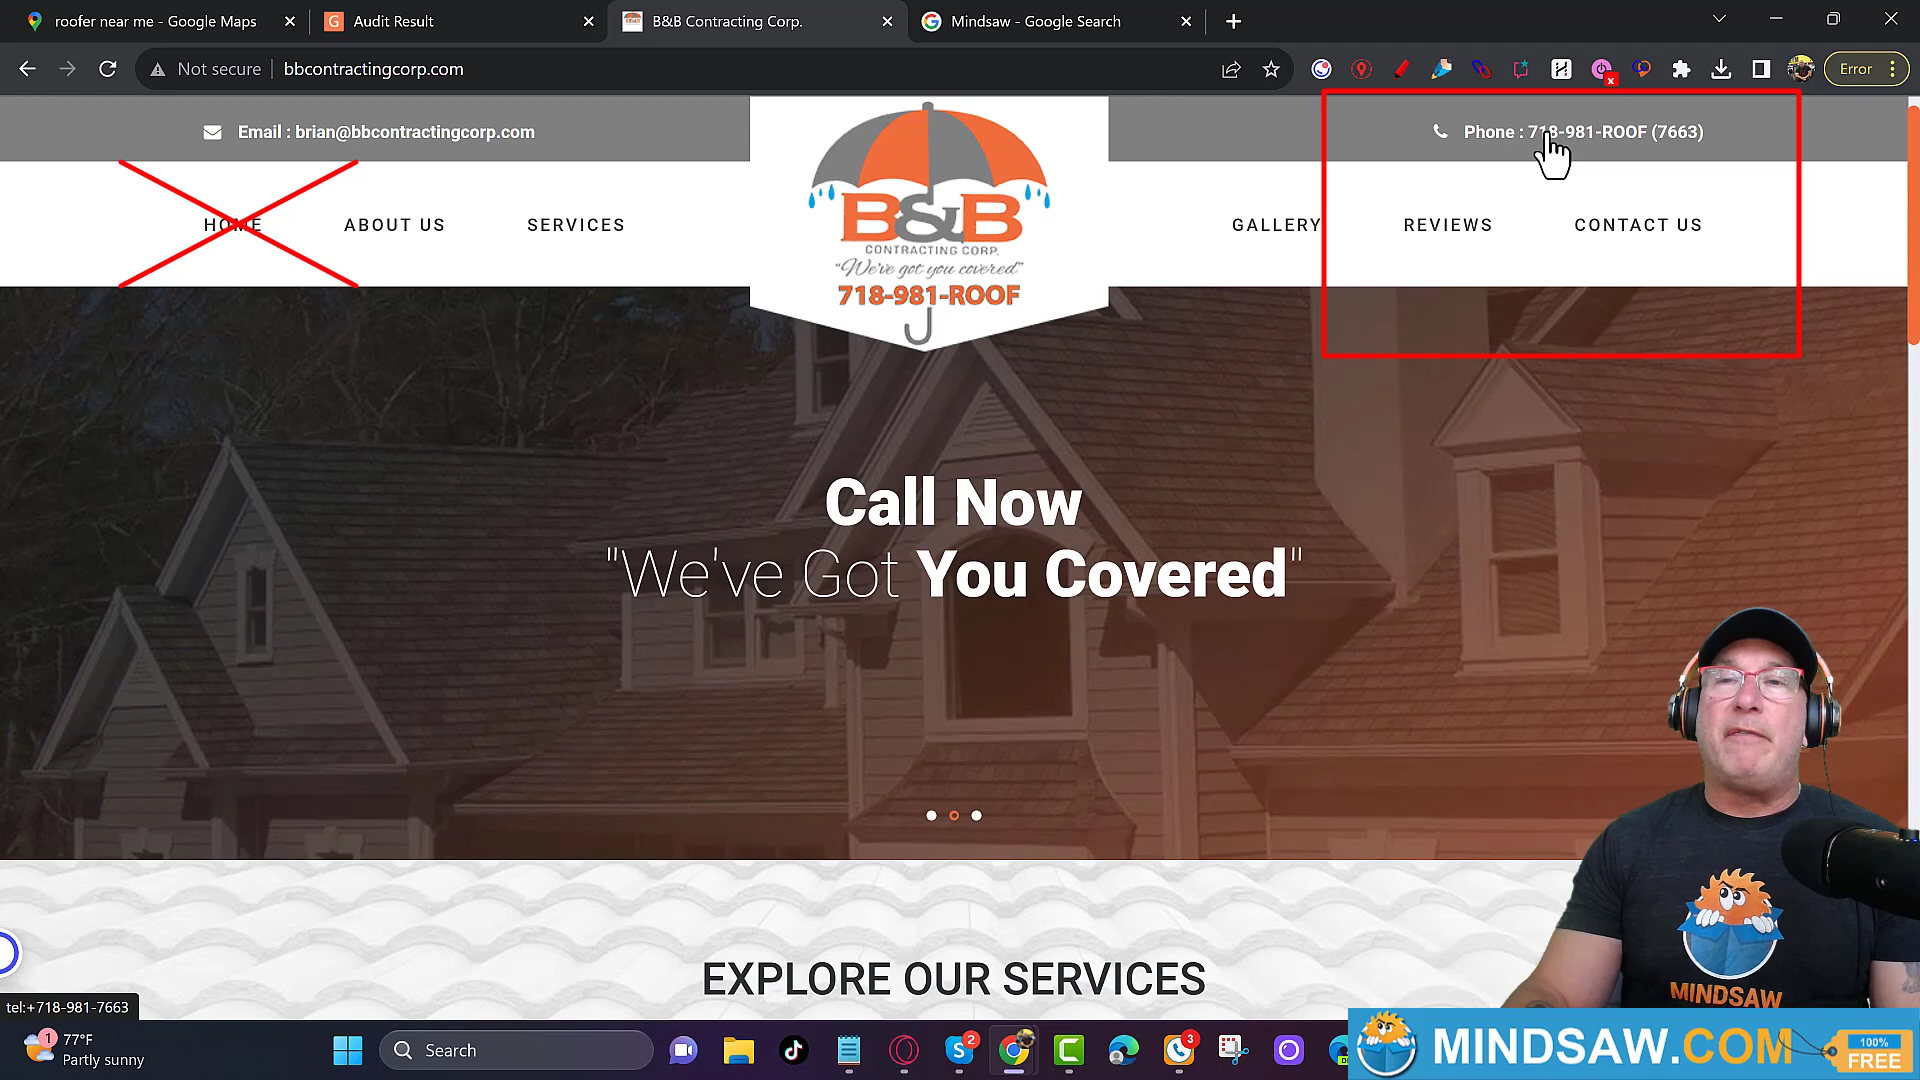 roofer near me - Google Maps
Audit Result
B&B Contracting Corp.
Mindsaw - Google Search
Not secure
bbcontractingcorp.com
Error
Email : brian@bbcontractingcorp.com
Phone : 718-981-ROOF (7663)
HOME
ABOUT US
SERVICES
B&B
CONTRACTING CORP.
"We've got you covered"
718-981-ROOF
GALLERY
REVIEWS
CONTACT US
Call Now
"We've Got You Covered"
EXPLORE OUR SERVICES
MINDSAW
tel:+718-981-7663
1
77°F
Partly sunny
Search
2
3
MINDSAW.COM
100%
FREE